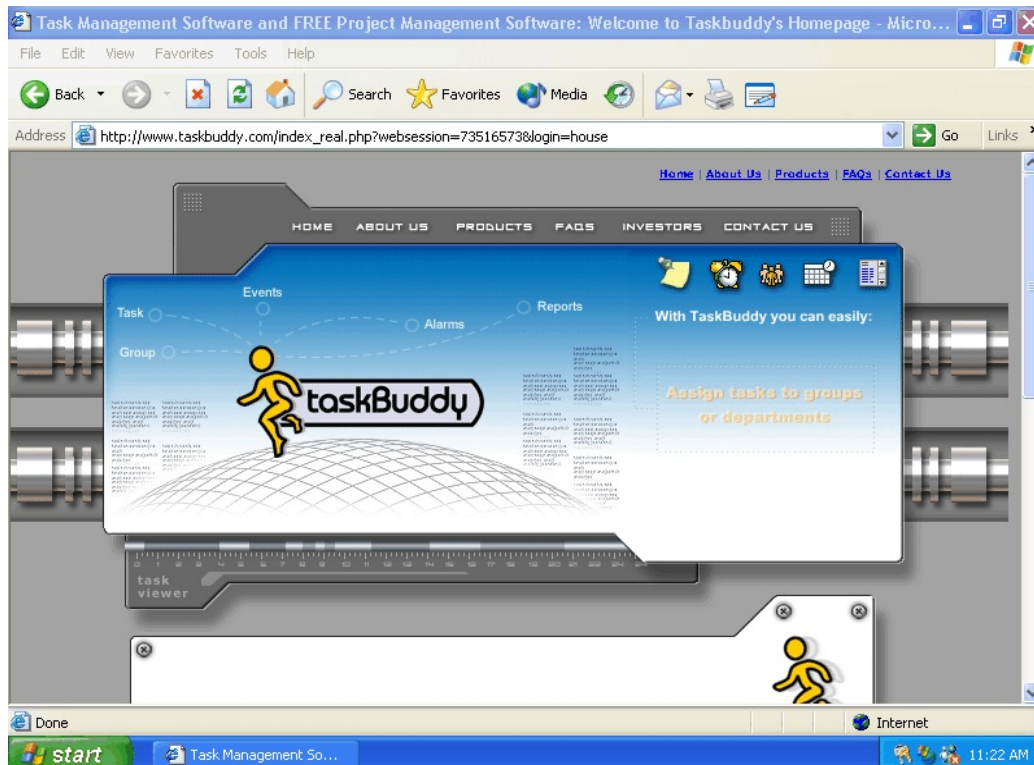 Task Management Software and FREE Project Management Software: Welcome to Taskbuddy's Homepage - Micro...
File Edit View Favorites Tools Help
Back Search Favorites Media
Address http://www.taskbuddy.com/index_real.php?websession=73516573&login=house Go Links
Home | About Us | Products | FAQs | Contact Us
HOME ABOUT US PRODUCTS FAQS INVESTORS CONTACT US
Events
Task
Reports
Alarms
Group
With TaskBuddy you can easily:
Assign tasks to groups
or departments
taskBuddy
task
viewer
Done Internet
start Task Management So... 11:22 AM